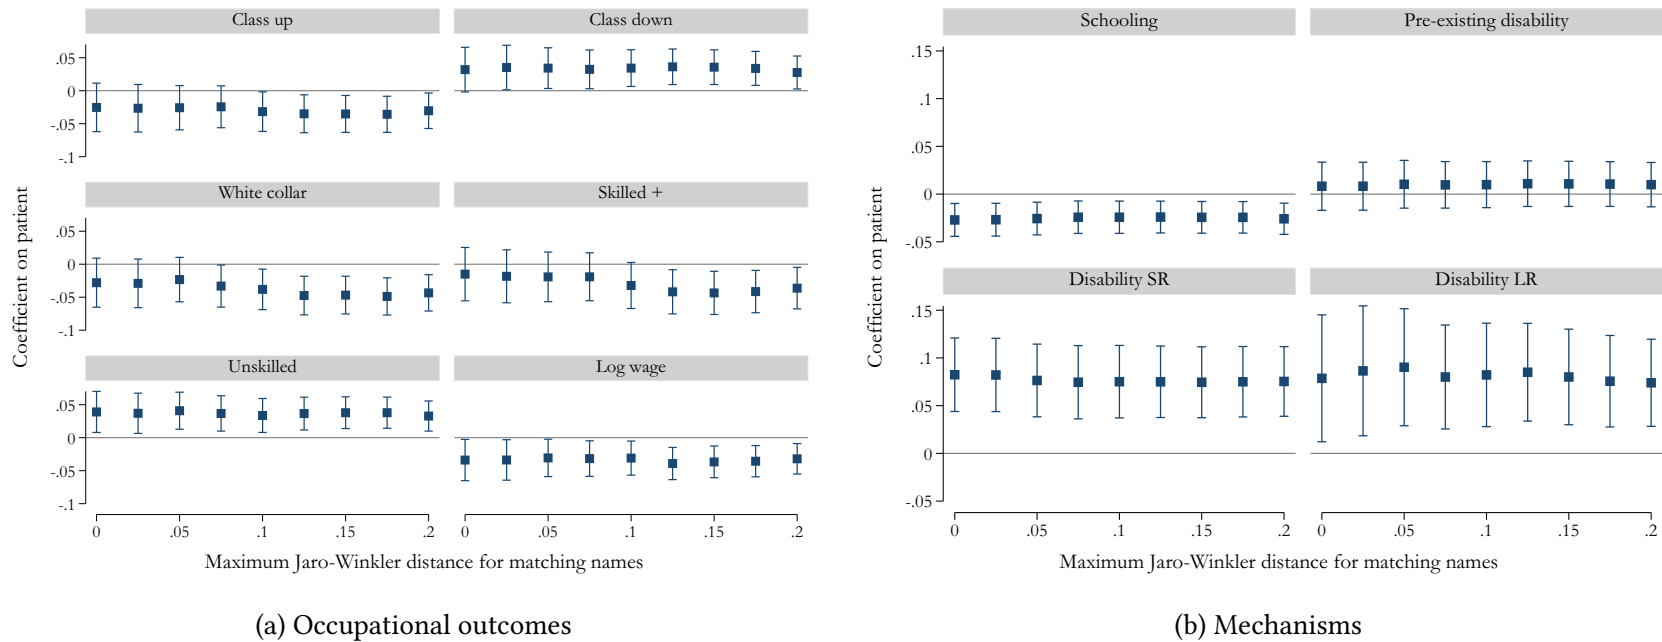 Class up
Class down
.05
0
-.05
-.1
White collar
Skilled +
.05
0
-.05
-.1
Unskilled
Log wage
.05
0
-.05
-.1
0 .05 .1 .15 .2
0 .05 .1 .15 .2
Coefficient on patient
Maximum Jaro-Winkler distance for matching names
(a) Occupational outcomes
Schooling
Pre-existing disability
.15
.1
.05
0
-.05
Disability SR
Disability LR
.15
.1
.05
0
-.05
0 .05 .1 .15 .2
0 .05 .1 .15 .2
Coefficient on patient
Maximum Jaro-Winkler distance for matching names
(b) Mechanisms